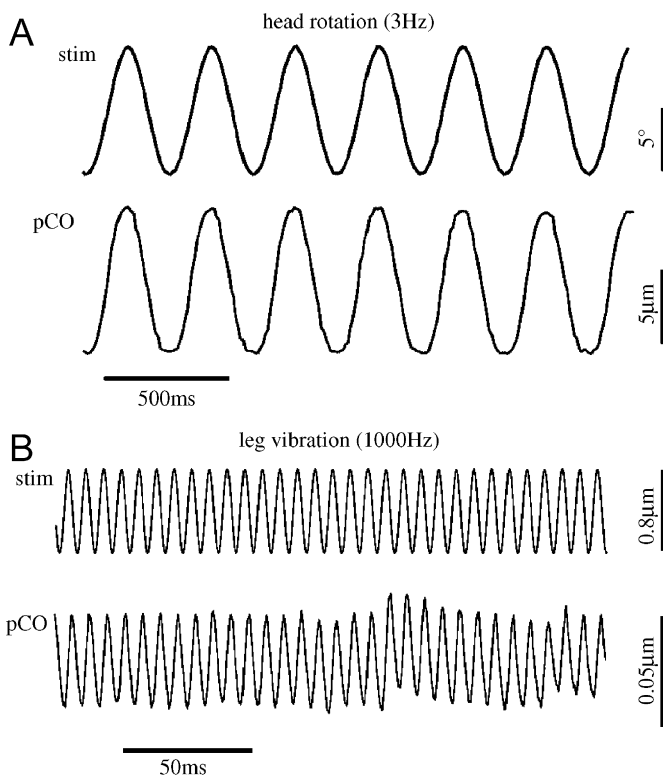 A
head rotation (3Hz)
stim
5°
pCO
5µm
500ms
B
leg vibration (1000Hz)
stim
0.8µm
pCO
0.05µm
50ms